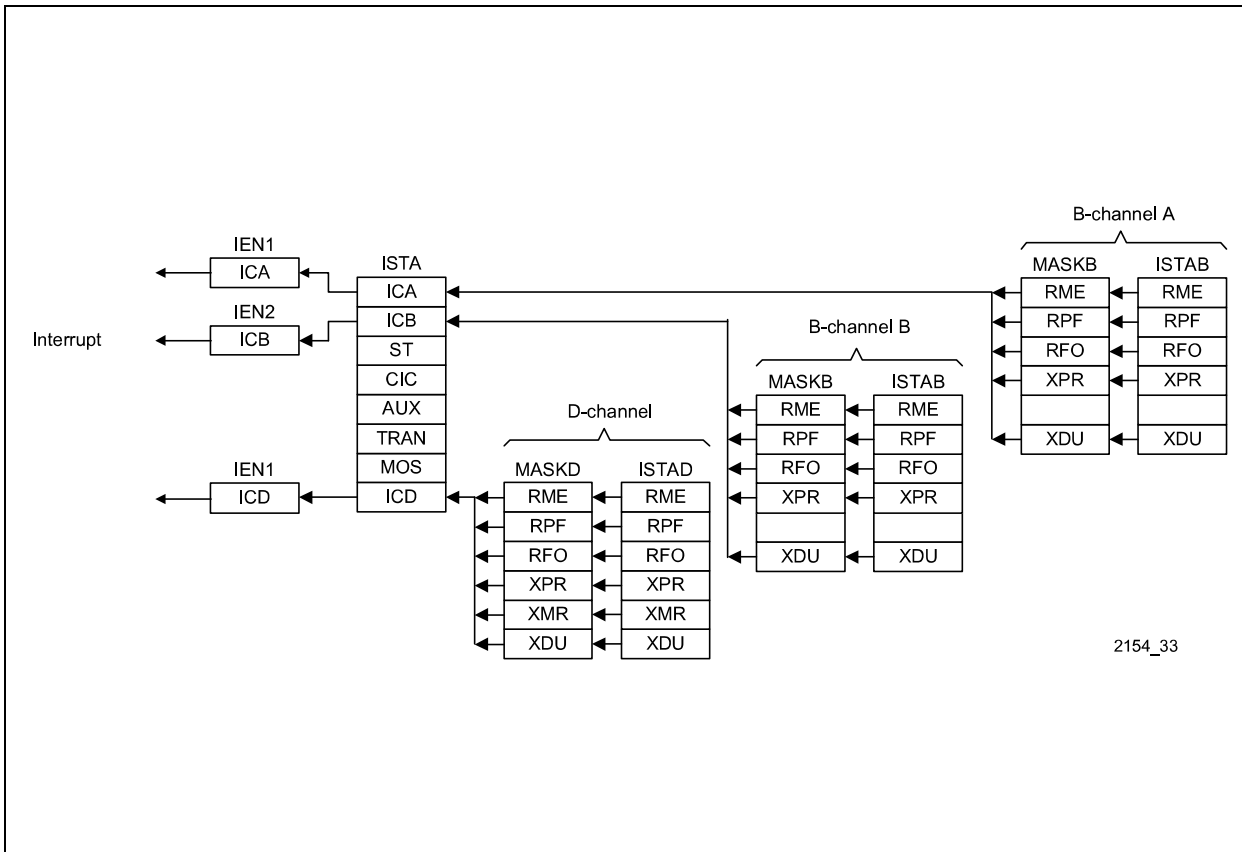 B-channel A
MASKB ISTAB
RME RME
RPF RPF
RFO RFO
XPR XPR
XDU XDU
B-channel B
MASKB ISTAB
RME RME
RPF RPF
RFO RFO
XPR XPR
XDU XDU
D-channel
MASKD ISTAD
RME RME
RPF RPF
RFO RFO
XPR XPR
XMR XMR
XDU XDU
ISTA
ICA
ICB
ST
CIC
AUX
TRAN
MOS
ICD
IEN1
ICA
IEN2
ICB
Interrupt
IEN1
ICD
2154_33